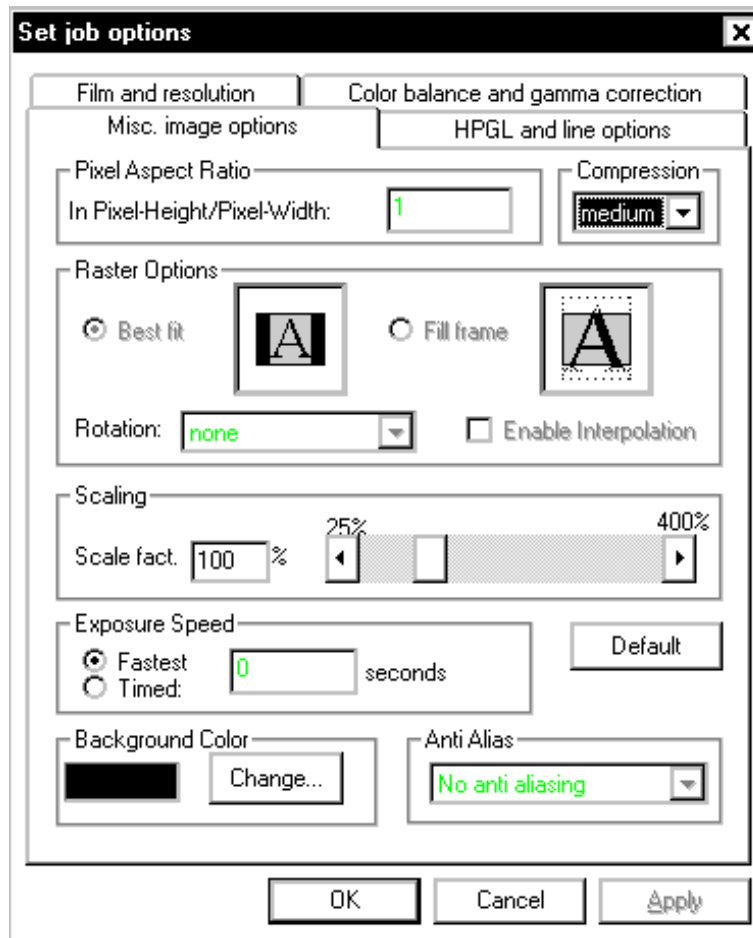 Set job options
Film and resolution
Color balance and gamma correction
Misc. image options
HPGL and line options
Pixel Aspect Ratio
In Pixel-Height/Pixel-Width: 1
Compression
medium
Raster Options
Best fit
A
Fill frame
A
Rotation: none
Enable Interpolation
Scaling
25% 400%
Scale fact. 100 %
Exposure Speed
Fastest
Timed:
0 seconds
Default
Background Color
Change...
Anti Alias
No anti aliasing
OK Cancel Apply